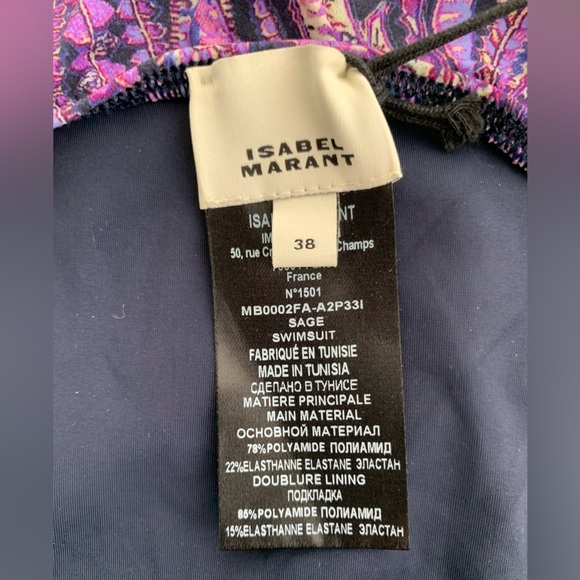 ISABEL
MARANT
38
50, rue Champs
France
N°1501
MB0002FA-A2P33I
SAGE
SWIMSUIT
FABRIQUÉ EN TUNISIE
MADE IN TUNISIA
СДЕЛАНО В ТУНИСЕ
MATIERE PRINCIPALE
MAIN MATERIAL
ОСНОВНОЙ МАТЕРИАЛ
78%POLYAMIDE ПОЛИАМИД
22%ELASTHANNE ELASTANE ЭЛАСТАН
DOUBLURE LINING
ПОДКЛАДКА
85%POLYAMIDE ПОЛИАМИД
15%ELASTHANNE ELASTANE ЭЛАСТАН